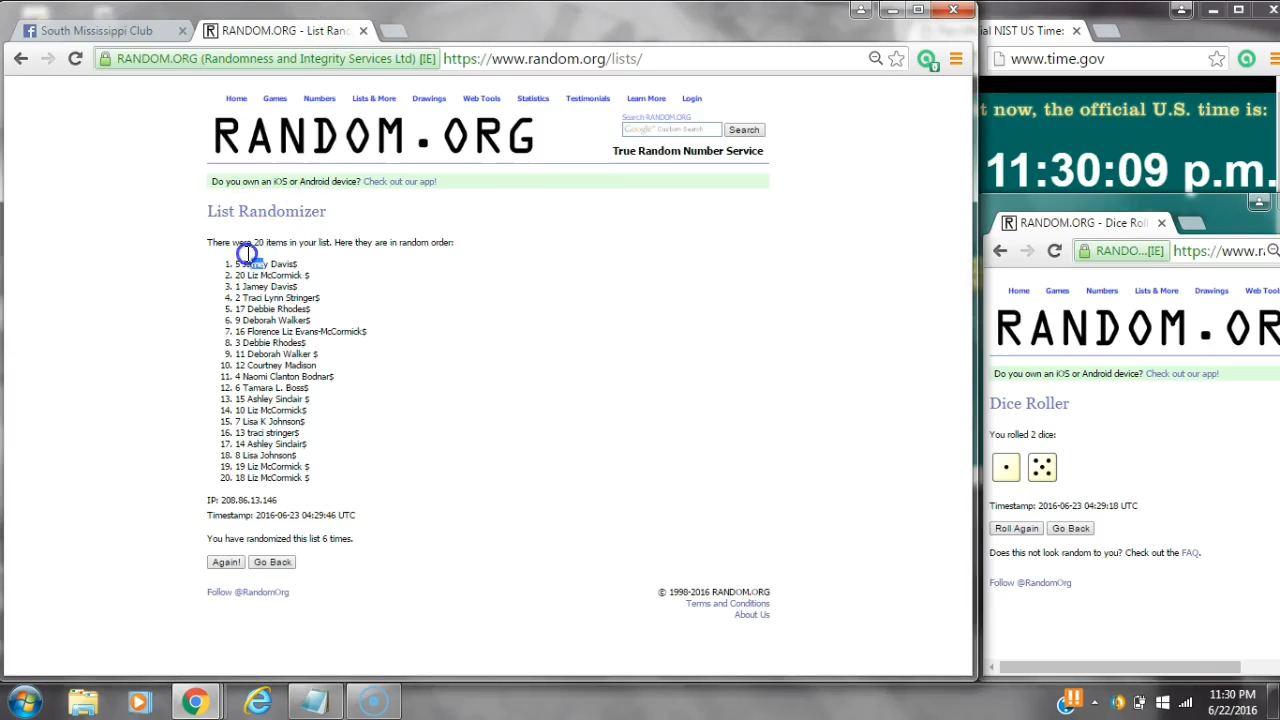 South Mississippi Club
RANDOM.ORG - List Ran
RANDOM.ORG (Randomness and Integrity Services Ltd) [IE]
https://www.random.org/lists/
Home Games Numbers Lists & More Drawings Web Tools Statistics Testimonials Learn More Login
RANDOM.ORG
Search RANDOM.ORG
Google Custom Search
Search
True Random Number Service
Do you own an iOS or Android device? Check out our app!
List Randomizer
There were 20 items in your list. Here they are in random order:
1. 5 Jamey Davis$
2. 20 Liz McCormick $
3. 1 Jamey Davis$
4. 2 Traci Lynn Stringer$
5. 17 Debbie Rhodes$
6. 9 Deborah Walker$
7. 16 Florence Liz Evans-McCormick$
8. 3 Debbie Rhodes$
9. 11 Deborah Walker $
10. 12 Courtney Madison
11. 4 Naomi Clanton Bodnar$
12. 6 Tamara L. Boss$
13. 15 Ashley Sinclair $
14. 10 Liz McCormick$
15. 7 Lisa K Johnson$
16. 13 traci stringer$
17. 14 Ashley Sinclair$
18. 8 Lisa Johnson$
19. 19 Liz McCormick $
20. 18 Liz McCormick $
IP: 208.86.13.146
Timestamp: 2016-06-23 04:29:46 UTC
You have randomized this list 6 times.
Again! Go Back
Follow @RandomOrg
© 1998-2016 RANDOM.ORG
Terms and Conditions
About Us
ial NIST US Time:
www.time.gov
t now, the official U.S. time is:
11:30:09 p.m.
RANDOM.ORG - Dice Roll
RANDO...[IE]
https://www.ra
Home Games Numbers Lists & More Drawings Web Tool
RANDOM.OR
Do you own an iOS or Android device? Check out our app!
Dice Roller
You rolled 2 dice:
Timestamp: 2016-06-23 04:29:18 UTC
Roll Again Go Back
Does this not look random to you? Check out the FAQ.
Follow @RandomOrg
11:30 PM
6/22/2016